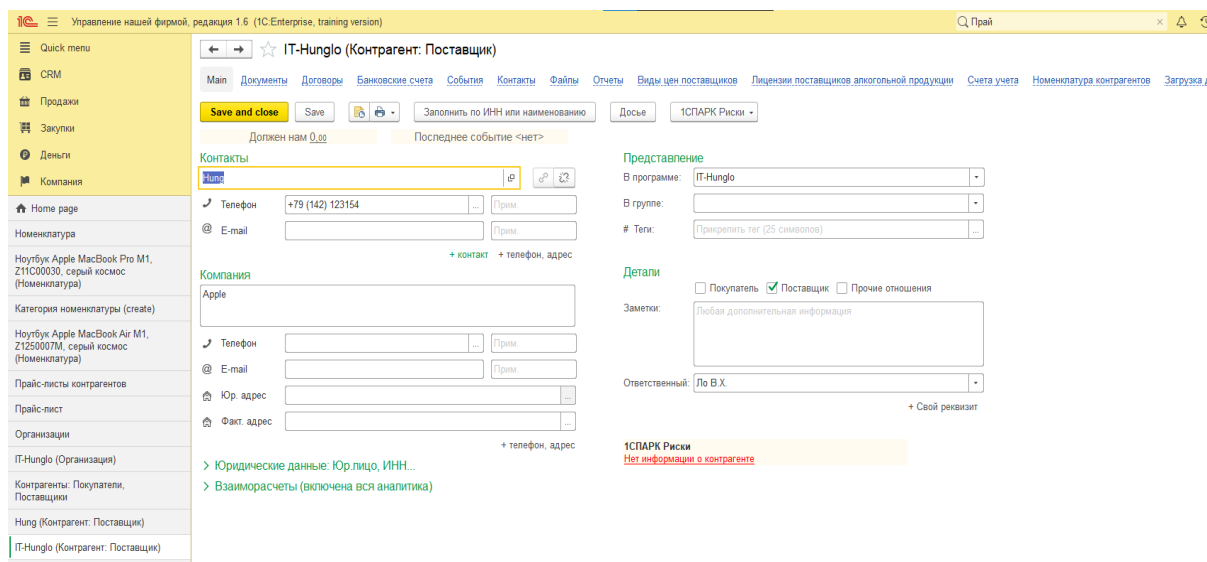 1С Управление нашей фирмой, редакция 1.6 (1C:Enterprise, training version)
Прай
Quick menu
CRM
Продажи
Закупки
Деньги
Компания
Home page
Номенклатура
Ноутбук Apple MacBook Pro M1,
Z11C00030, серый космос
(Номенклатура)
Категория номенклатуры (create)
Ноутбук Apple MacBook Air M1,
Z1250007M, серый космос
(Номенклатура)
Прайс-листы контрагентов
Прайс-лист
Организации
IT-Hunglo (Организация)
Контрагенты: Покупатели,
Поставщики
Hung (Контрагент: Поставщик)
IT-Hunglo (Контрагент: Поставщик)
IT-Hunglo (Контрагент: Поставщик)
Main Документы Договоры Банковские счета События Контакты Файлы Отчеты Виды цен поставщиков Лицензии поставщиков алкогольной продукции Счета учета Номенклатура контрагентов Загрузка
Save and close Save Заполнить по ИНН или наименованию Досье 1СПАРК Риски
Должен нам 0,00 Последнее событие <нет>
Контакты
Hung
Телефон +79 (142) 123154 ... Прим.
@ E-mail Прим.
+ контакт + телефон, адрес
Компания
Apple
Телефон ... Прим.
@ E-mail Прим.
Юр. адрес ...
Факт. адрес ...
+ телефон, адрес
> Юридические данные: Юр.лицо, ИНН...
> Взаиморасчеты (включена вся аналитика)
Представление
В программе: IT-Hunglo
В группе:
# Теги: Прикрепить тег (25 символов) ...
Детали
Покупатель Поставщик Прочие отношения
Заметки: Любая дополнительная информация
Ответственный: Ло В.Х.
+ Свой реквизит
1СПАРК Риски
Нет информации о контрагенте